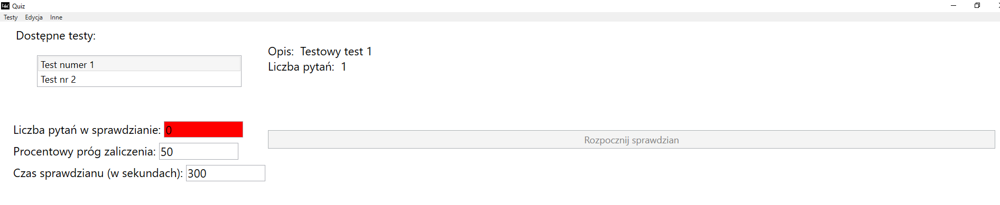 Quiz
Testy Edycja Inne
Dostępne testy:
Test numer 1
Test nr 2
Opis: Testowy test 1
Liczba pytań: 1
Liczba pytań w sprawdzianie: 0
Procentowy próg zaliczenia: 50
Czas sprawdzianu (w sekundach): 300
Rozpocznij sprawdzian